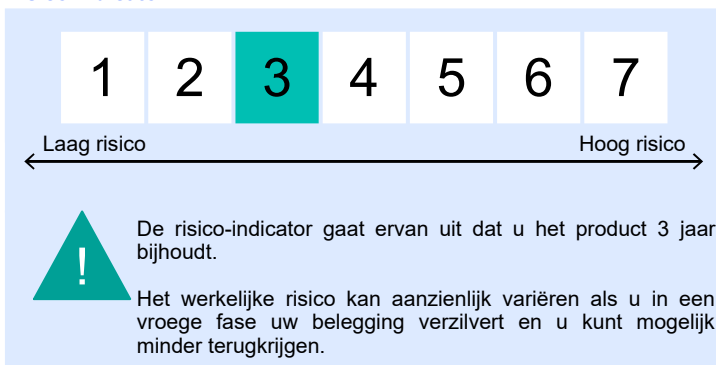 1 2 3 4 5 6 7
Laag risico Hoog risico
!
De risico-indicator gaat ervan uit dat u het product 3 jaar
bijhoudt.
Het werkelijke risico kan aanzienlijk variëren als u in een
vroege fase uw belegging verzilvert en u kunt mogelijk
minder terugkrijgen.